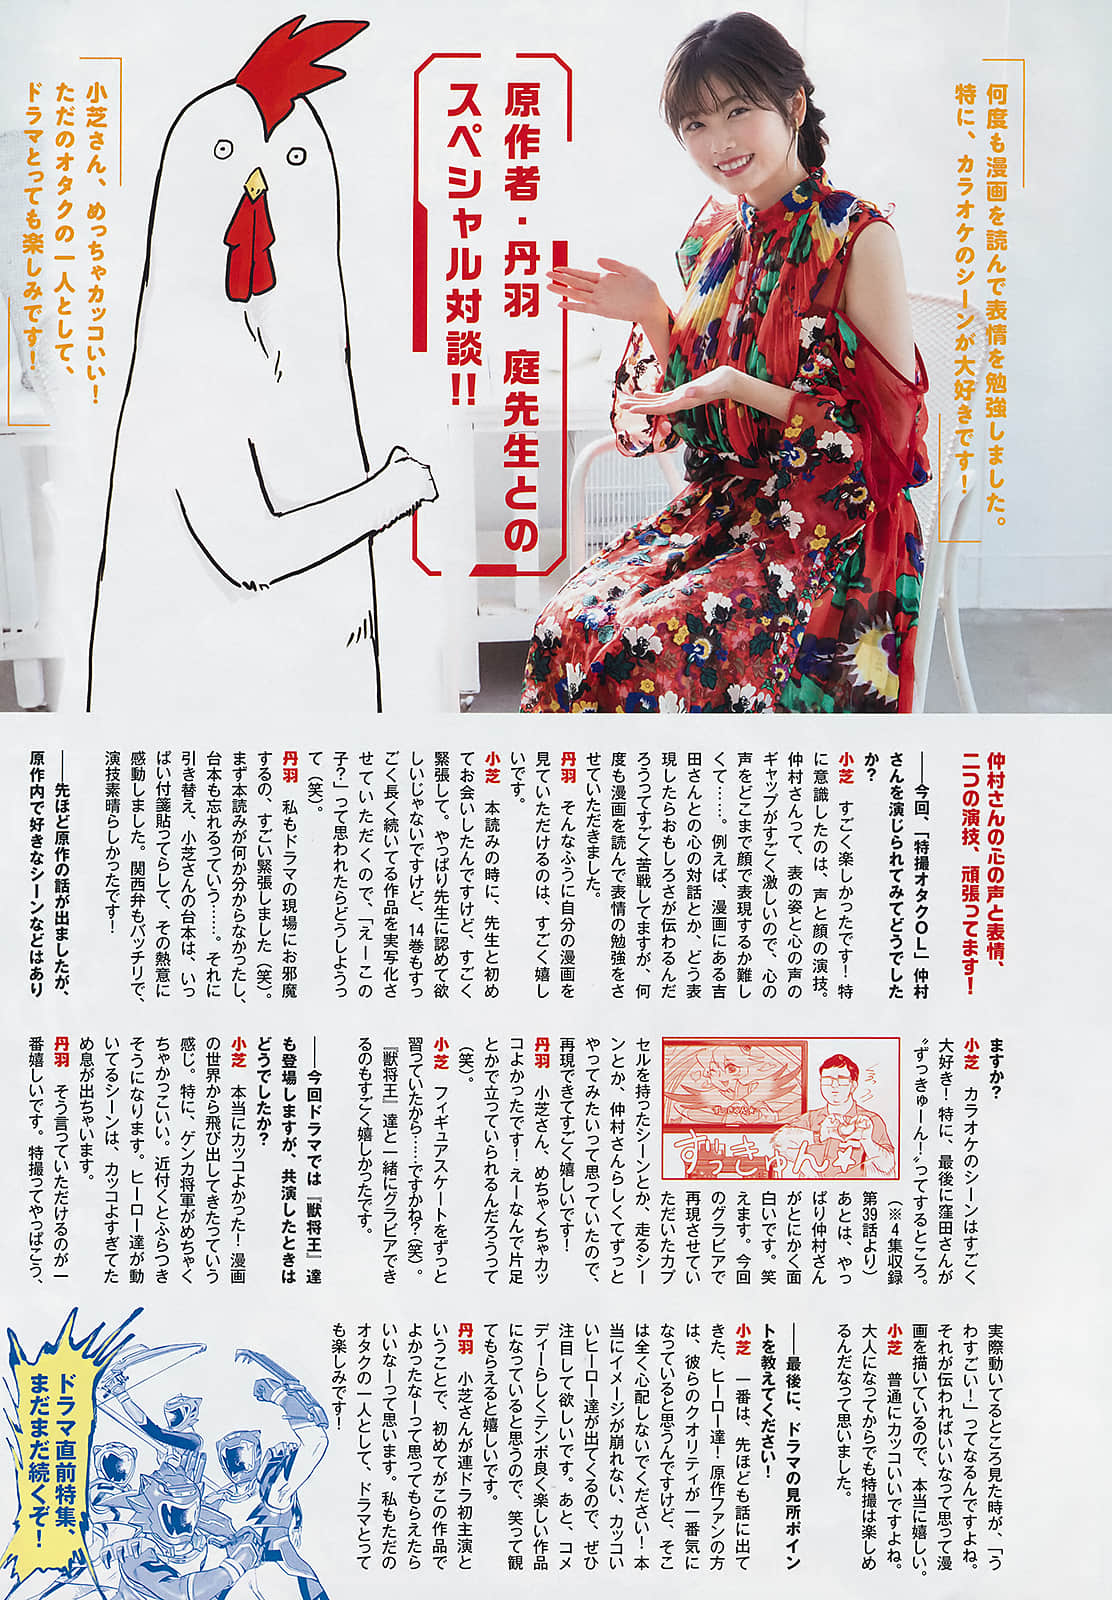 何度も漫画を読んで表情を勉強しました。
特に、カラオケのシーンが大好きです！
原作者・丹羽 庭先生との
スペシャル対談!!
小芝さん、めっちゃカッコいい！
ただのオタクの一人として、
ドラマとっても楽しみです！
仲村さんの心の声と表情、
二つの演技、頑張ってます！
――今回、「特撮オタクＯＬ」仲村
さんを演じられてみてどうでした
か？
小芝　すごく楽しかったです！特
に意識したのは、声と顔の演技。
仲村さんって、表の姿と心の声の
ギャップがすごく激しいので、心の
声をどこまで顔で表現するか難し
くて……。例えば、漫画にある吉
田さんとの心の対話とか、どう表
現したらおもしろさが伝わるんだ
ろうってすごく苦戦してますが、何
度も漫画を読んで表情の勉強をさ
せていただきました。
丹羽　そんなふうに自分の漫画を
見ていただけるのは、すごく嬉し
いです。
小芝　本読みの時に、先生と初め
てお会いしたんですけど、すごく
緊張して。やっぱり先生に認めて欲
しいじゃないですけど、14巻もすっ
ごく長く続いてる作品を実写化さ
せていただくので、「えーこの
子？」って思われたらどうしようっ
て（笑）。
丹羽　私もドラマの現場にお邪魔
するの、すごい緊張しました（笑）。
まず本読みが何か分からなかったし、
台本も忘れるっていう……。それに
引き替え、小芝さんの台本は、いっ
ぱい付箋貼ってらして、その熱意に
感動しました。関西弁もバッチリで、
演技素晴らしかったです！
――先ほど原作の話が出ましたが、
原作内で好きなシーンなどはあり
ますか？
小芝　カラオケのシーンはすごく
大好き！特に、最後に窪田さんが
〝ずっきゅーん！〟ってするところ。
（※４集収録
第39話より）
あとは、やっ
ぱり仲村さん
がとにかく面
白いです。笑
えます。今回
のグラビアで
再現させてい
ただいたカプ
セルを持ったシーンとか、走るシー
ンとか、仲村さんらしくてずっと
やってみたいって思っていたので、
再現できてすごく嬉しいです！
丹羽　小芝さん、めちゃくちゃカッ
コよかったです！えーなんで片足
とかで立っていられるんだろうって
（笑）。
小芝　フィギュアスケートをずっと
習っていたから……ですかね？（笑）。
『獣将王』達と一緒にグラビアでき
るのもすごく嬉しかったです。
――今回ドラマでは『獣将王』達
も登場しますが、共演したときは
どうでしたか？
小芝　本当にカッコよかった！漫画
の世界から飛び出してきたっていう
感じ。特に、ゲンカ将軍がめちゃく
ちゃかっこいい。近付くとふらつき
そうになります。ヒーロー達が動
いてるシーンは、カッコよすぎてた
め息が出ちゃいます。
丹羽　そう言っていただけるのが一
番嬉しいです。特撮ってやっぱこう、
実際動いてるところ見た時が、「う
わすごい！」ってなるんですよね。
それが伝わればいいなって思って漫
画を描いているので、本当に嬉しい。
小芝　普通にカッコいいですよね。
大人になってからでも特撮は楽しめ
るんだなって思いました。
――最後に、ドラマの見所ポイン
トを教えてください！
小芝　一番は、先ほども話に出て
きた、ヒーロー達！原作ファンの方
は、彼らのクオリティが一番気に
なっていると思うんですけど、そこ
は全く心配しないでください！本
当にイメージが崩れない、カッコい
いヒーロー達が出てくるので、ぜひ
注目して欲しいです。あと、コメ
ディーらしくテンポ良く楽しい作品
になっていると思うので、笑って観
てもらえると嬉しいです。
丹羽　小芝さんが連ドラ初主演と
いうことで、初めてがこの作品で
よかったなーって思ってもらえたら
いいなーって思います。私もただの
オタクの一人として、ドラマとって
も楽しみです！
ずっきゅん☆
ドラマ直前特集、
まだまだ続くぞ！